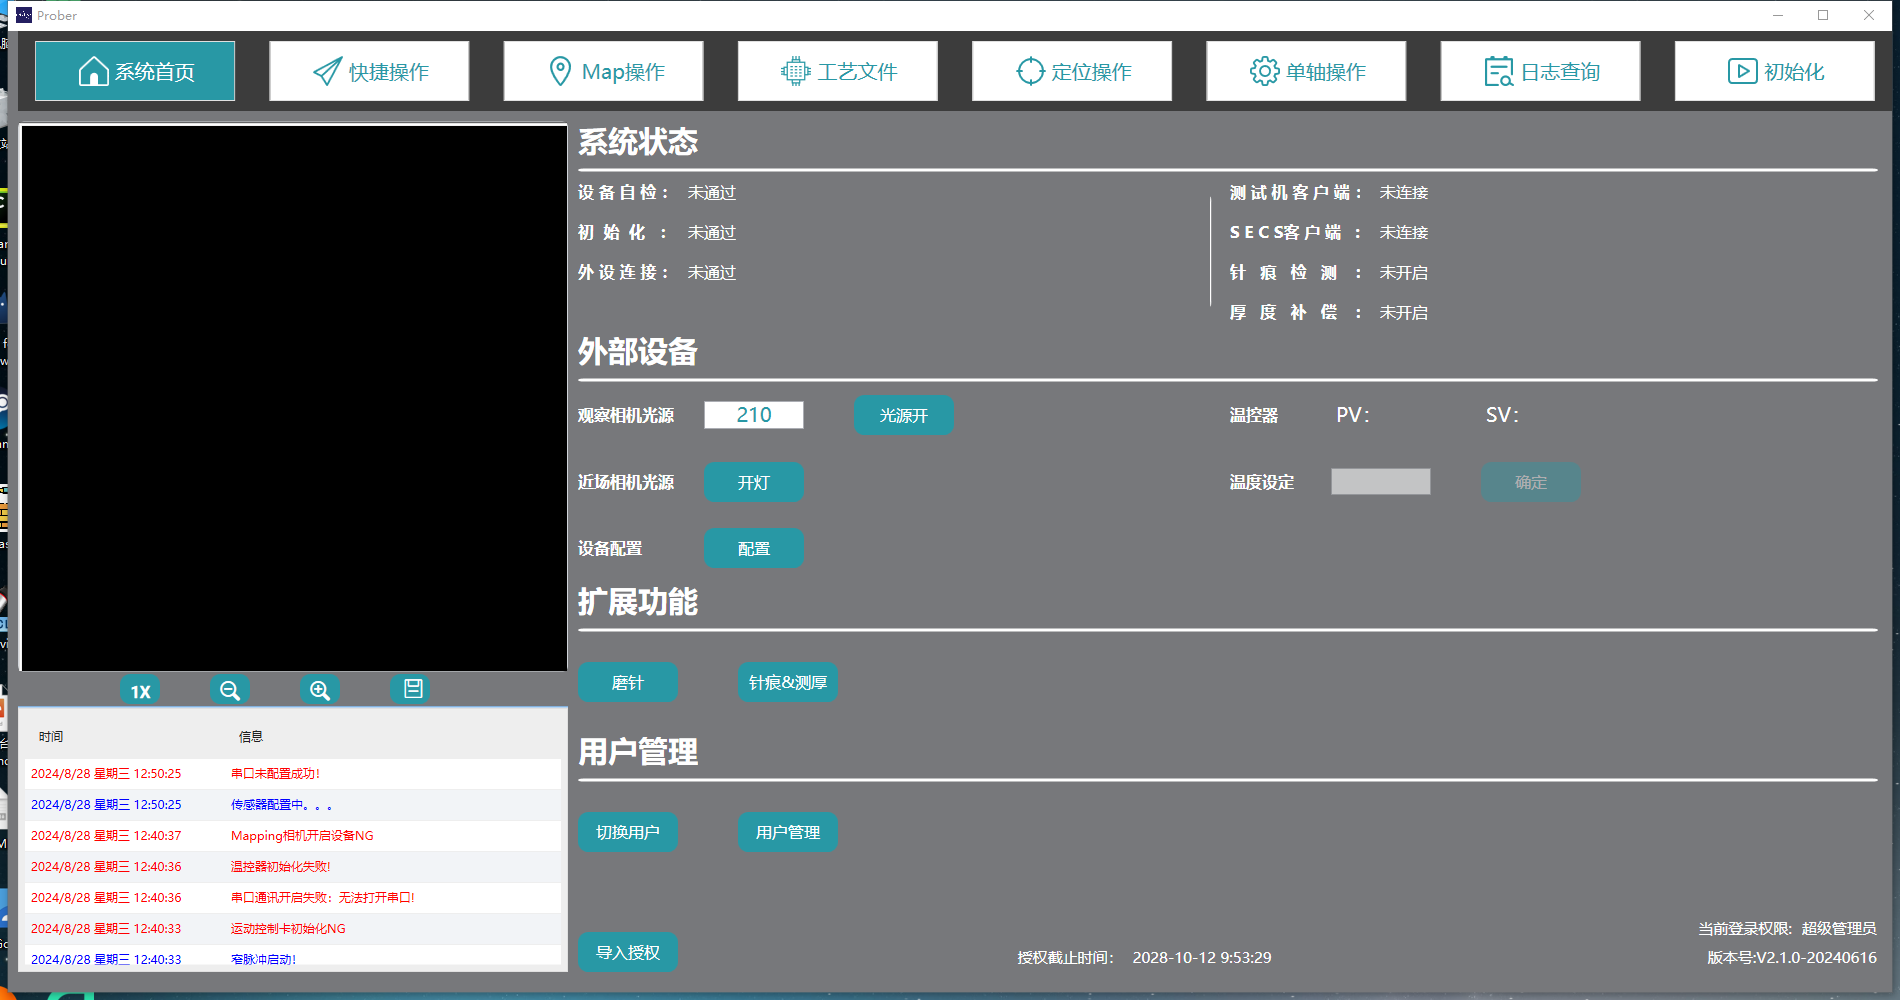 Prober
系统首页
快捷操作
Map操作
工艺文件
定位操作
单轴操作
日志查询
初始化
系统状态
设备自检： 未通过
初始化： 未通过
外设连接： 未通过
测试机客户端： 未连接
SECS客户端： 未连接
针痕检测： 未开启
厚度补偿： 未开启
外部设备
观察相机光源 210 光源开
温控器 PV: SV:
近场相机光源 开灯
温度设定 确定
设备配置 配置
扩展功能
磨针 针痕&测厚
用户管理
切换用户 用户管理
导入授权
授权截止时间： 2028-10-12 9:53:29
当前登录权限: 超级管理员
版本号:V2.1.0-20240616
1X
时间 信息
2024/8/28 星期三 12:50:25 串口未配置成功!
2024/8/28 星期三 12:50:25 传感器配置中。。。
2024/8/28 星期三 12:40:37 Mapping相机开启设备NG
2024/8/28 星期三 12:40:36 温控器初始化失败!
2024/8/28 星期三 12:40:36 串口通讯开启失败：无法打开串口!
2024/8/28 星期三 12:40:33 运动控制卡初始化NG
2024/8/28 星期三 12:40:33 窄脉冲启动!